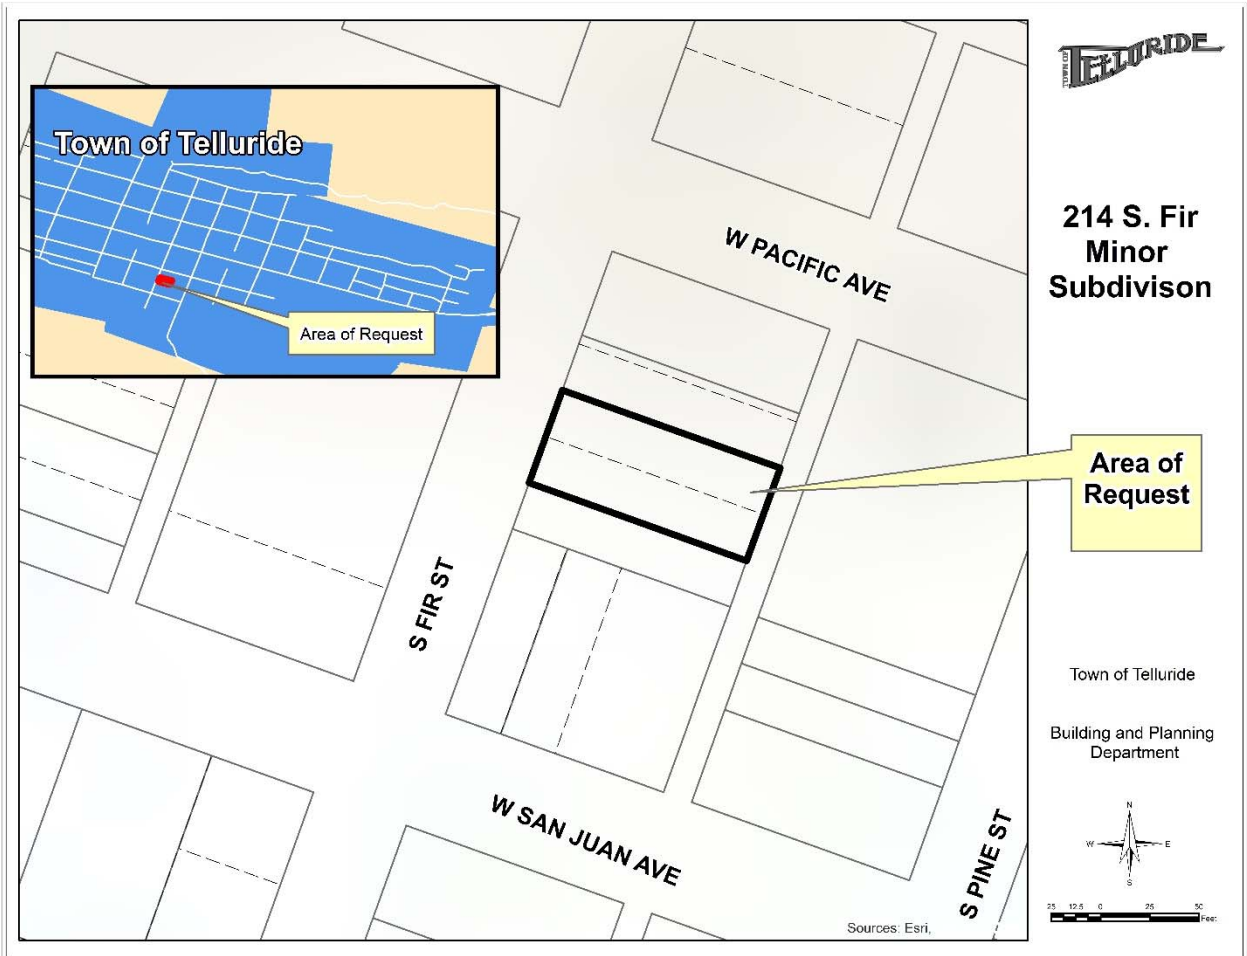 TOWN OF TELLURIDE
Town of Telluride
Area of Request
W PACIFIC AVE
S FIR ST
W SAN JUAN AVE
S PINE ST
Sources: Esri,
214 S. Fir
Minor
Subdivison
Area of
Request
Town of Telluride
Building and Planning
Department
N
W
E
S
25 12.5 0 25 50
Feet